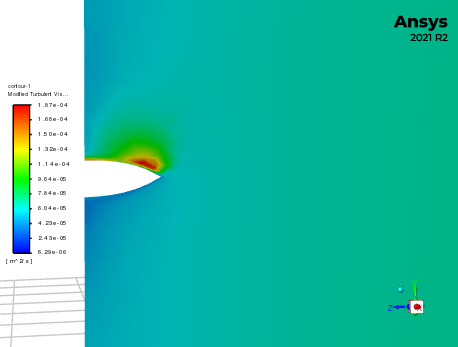 Ansys
2021 R2
contour-1
Modified Turbulent Vis...
1.87e-04
1.68e-04
1.50e-04
1.32e-04
1.14e-04
9.64e-05
7.84e-05
6.04e-05
4.23e-05
2.43e-05
6.29e-06
[ m^2/s ]
Z